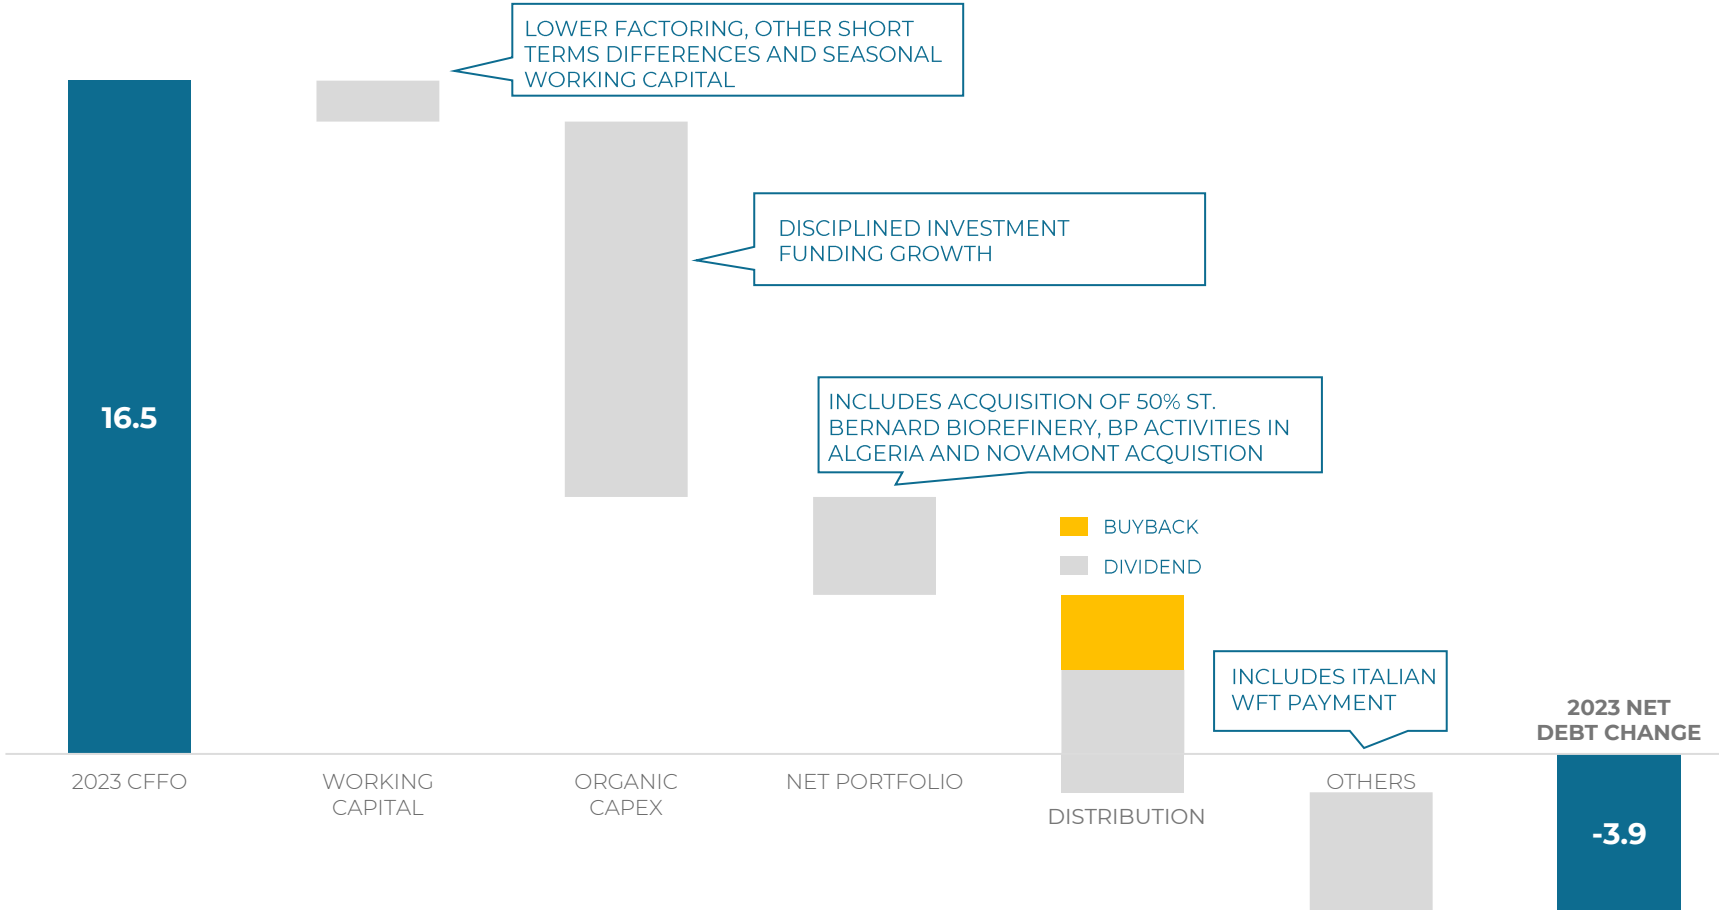 LOWER FACTORING, OTHER SHORT
TERMS DIFFERENCES AND SEASONAL
WORKING CAPITAL
DISCIPLINED INVESTMENT
FUNDING GROWTH
16.5
INCLUDES ACQUISITION OF 50% ST.
BERNARD BIOREFINERY, BP ACTIVITIES IN
ALGERIA AND NOVAMONT ACQUISTION
BUYBACK
DIVIDEND
INCLUDES ITALIAN
WFT PAYMENT
2023 NET
DEBT CHANGE
2023 CFFO
WORKING
CAPITAL
ORGANIC
CAPEX
NET PORTFOLIO
DISTRIBUTION
OTHERS
-3.9